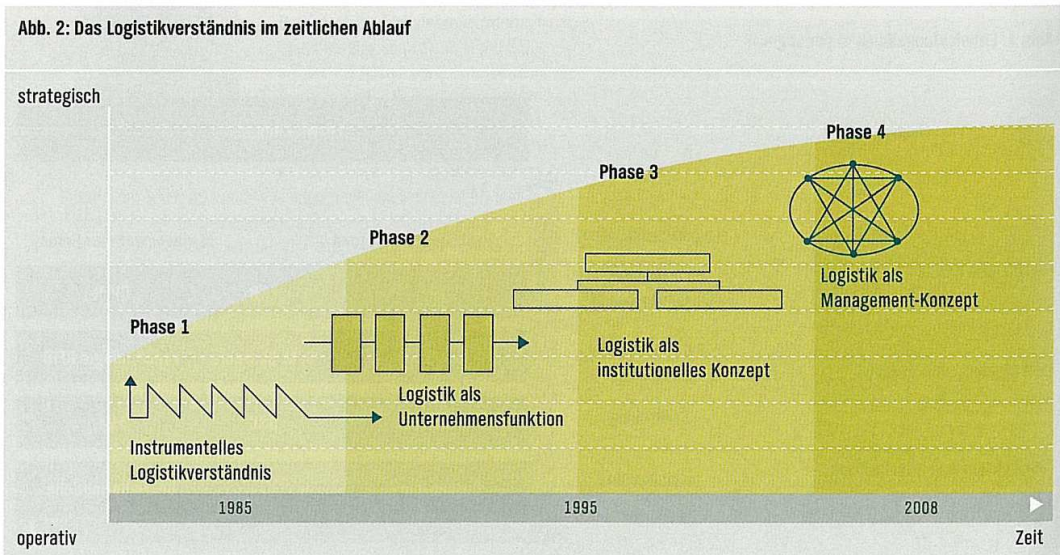 Abb. 2: Das Logistikverständnis im zeitlichen Ablauf
strategisch
Phase 4
Phase 3
Phase 2
Logistik als
Management-Konzept
Phase 1
Logistik als
institutionelles Konzept
Logistik als
Unternehmensfunktion
Instrumentelles
Logistikverständnis
1985
1995
2008
operativ
Zeit